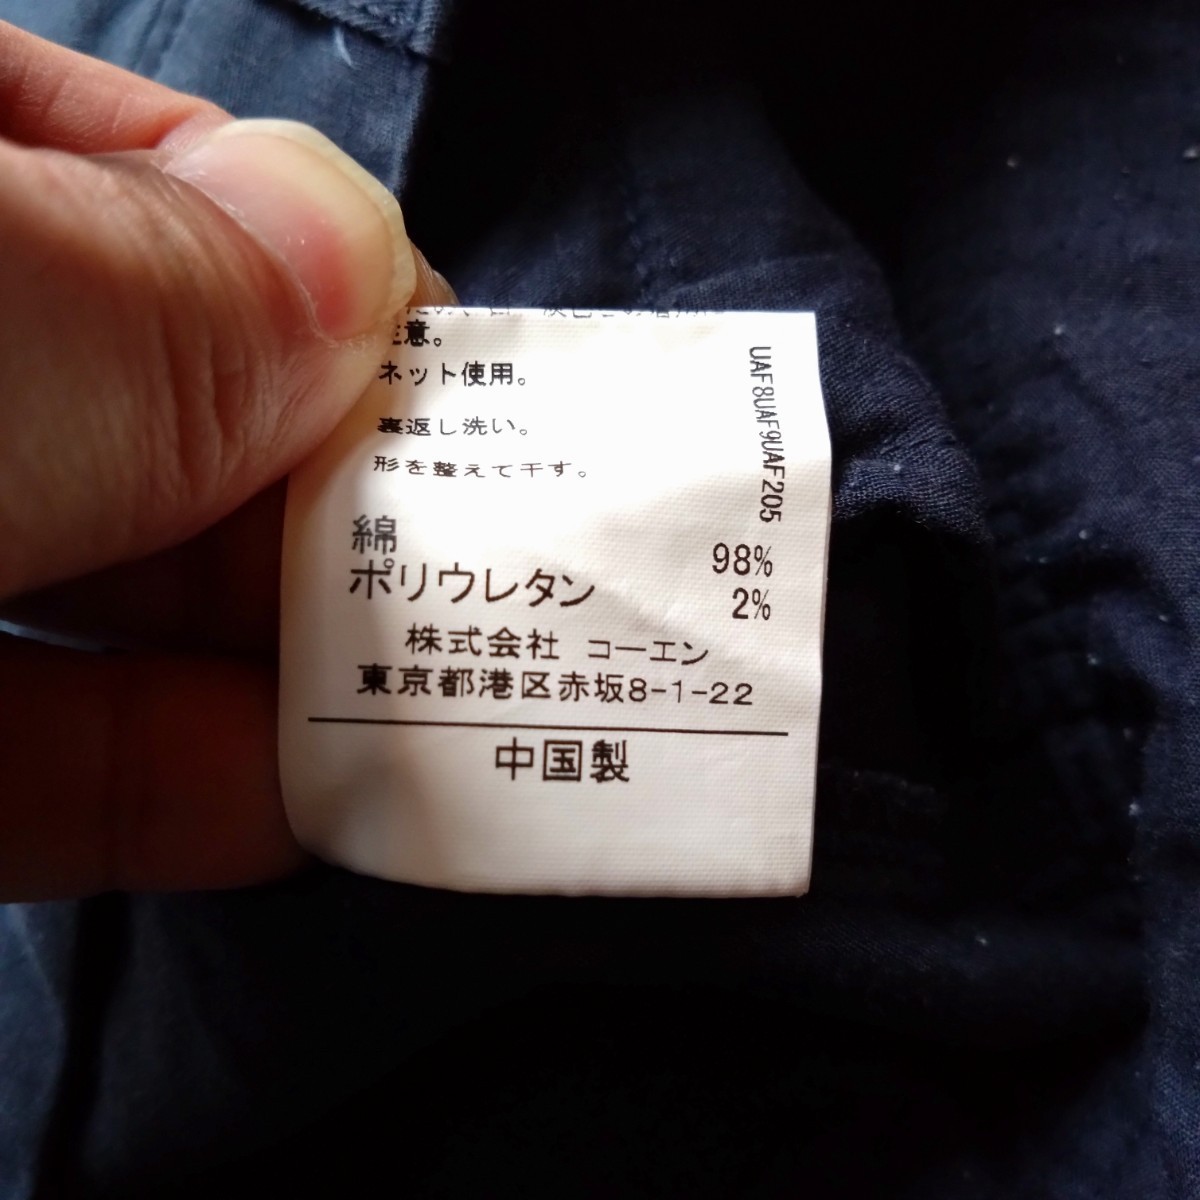 注意。
ネット使用。
裏返し洗い。
形を整えて干す。
UAF8UAF9UAF205
綿 98%
ポリウレタン 2%
株式会社 コーエン
東京都港区赤坂8-1-22
中国製